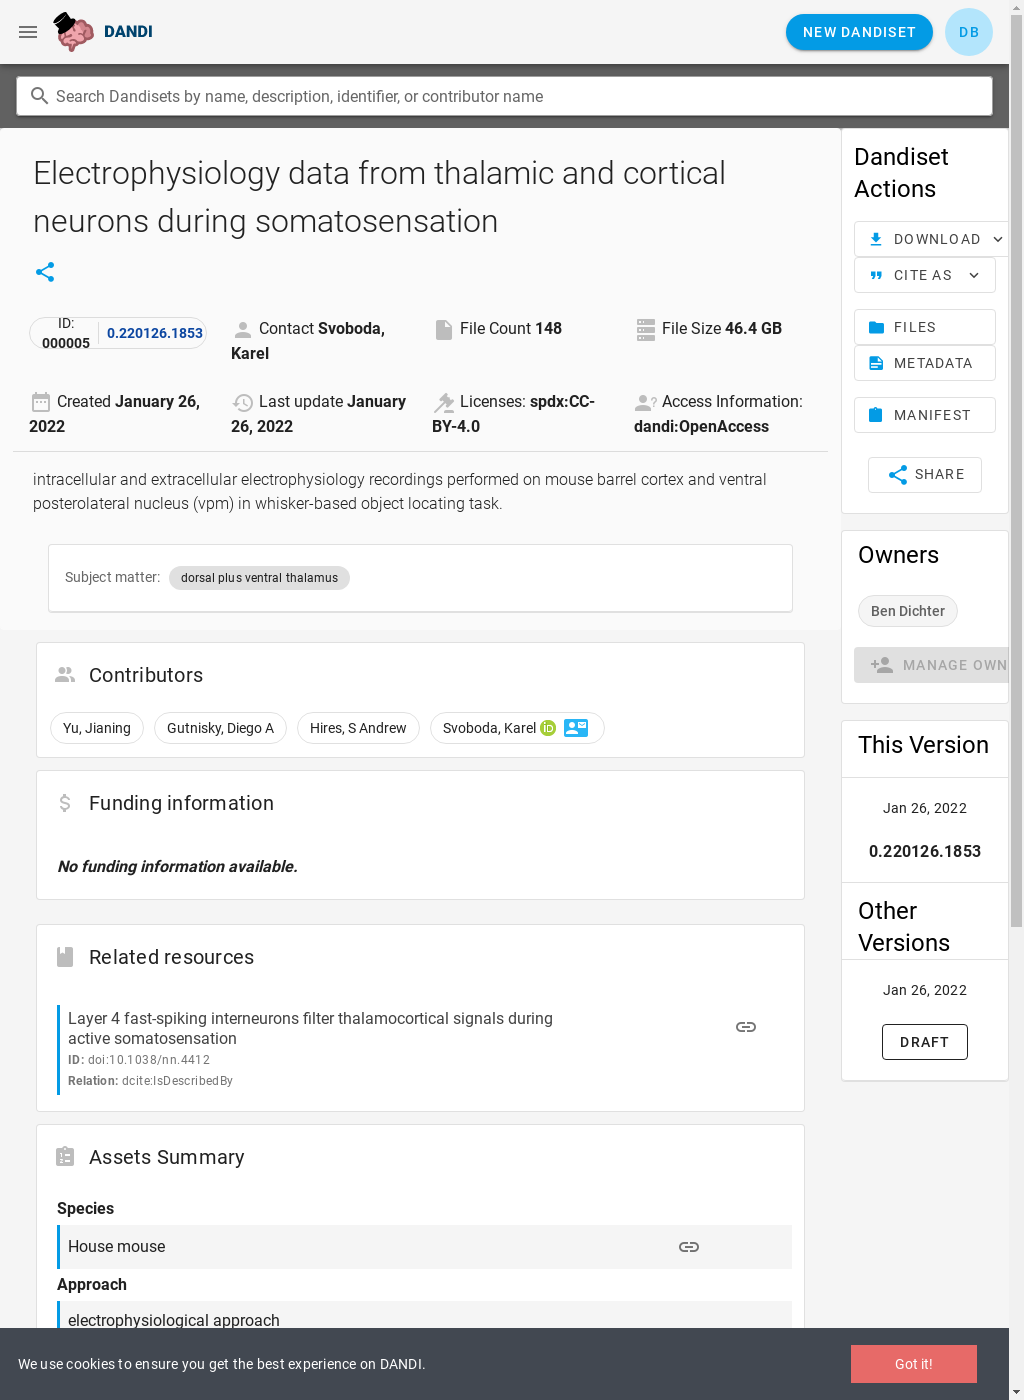 DANDI
NEW DANDISET
DB
Search Dandisets by name, description, identifier, or contributor name
Electrophysiology data from thalamic and cortical
neurons during somatosensation
ID:
000005
0.220126.1853
Contact Svoboda,
Karel
File Count 148
File Size 46.4 GB
Created January 26,
2022
Last update January
26, 2022
Licenses: spdx:CC-
BY-4.0
Access Information:
dandi:OpenAccess
intracellular and extracellular electrophysiology recordings performed on mouse barrel cortex and ventral
posterolateral nucleus (vpm) in whisker-based object locating task.
Subject matter: dorsal plus ventral thalamus
Contributors
Yu, Jianing
Gutnisky, Diego A
Hires, S Andrew
Svoboda, Karel iD
Funding information
No funding information available.
Related resources
Layer 4 fast-spiking interneurons filter thalamocortical signals during
active somatosensation
ID: doi:10.1038/nn.4412
Relation: dcite:IsDescribedBy
Assets Summary
Species
House mouse
Approach
electrophysiological approach
Dandiset
Actions
DOWNLOAD
CITE AS
FILES
METADATA
MANIFEST
SHARE
Owners
Ben Dichter
MANAGE OWN
This Version
Jan 26, 2022
0.220126.1853
Other
Versions
Jan 26, 2022
DRAFT
We use cookies to ensure you get the best experience on DANDI.
Got it!